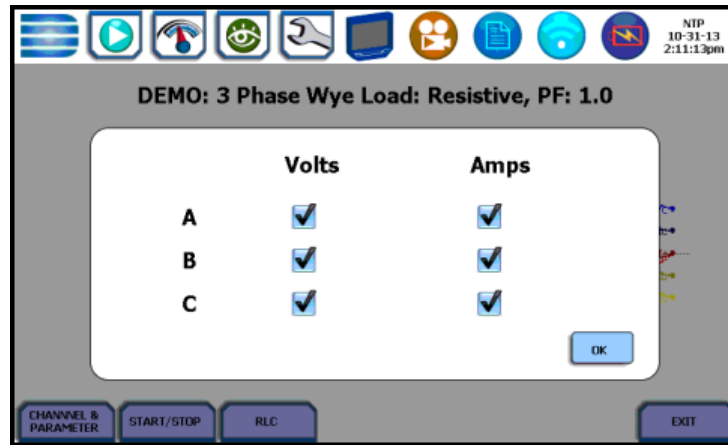 NTP
10-31-13
2:11:13pm
DEMO: 3 Phase Wye Load: Resistive, PF: 1.0
Volts Amps
A
B
C
OK
CHANNVEL &
PARAMETER
START/STOP
RLC
EXIT